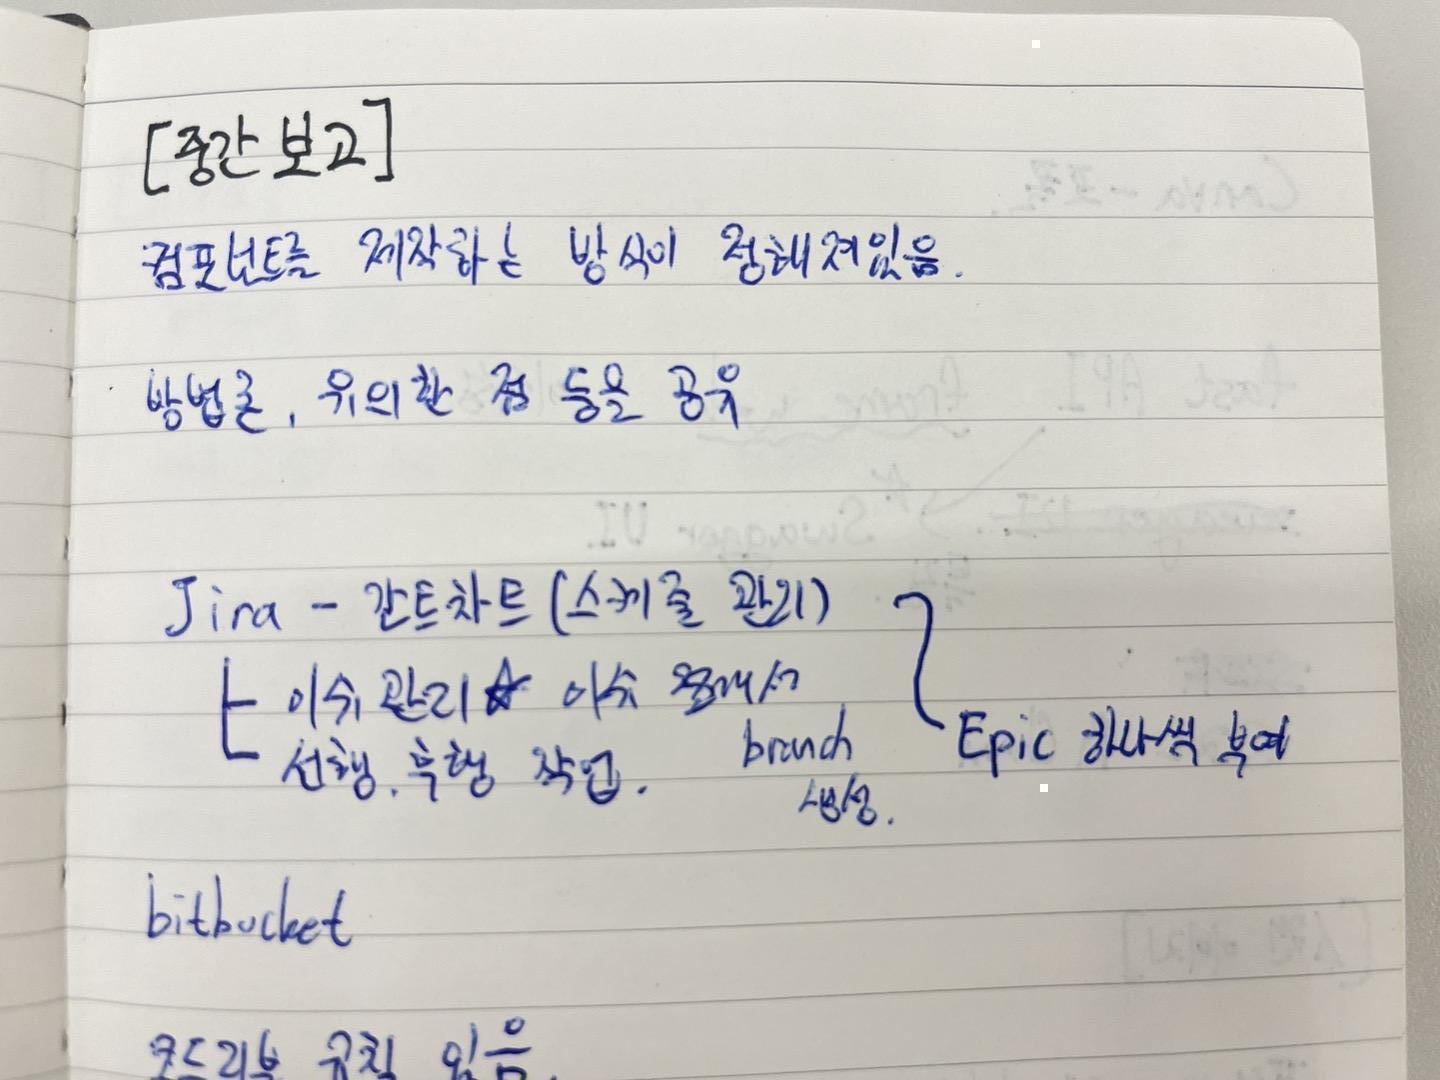 [중간 보고]
컴포넌트를 제작하는 방식이 정해져있음.
방법론, 유의한 점 등을 공유
Jira - 간트차트 (스케줄 관리)
이슈 관리☆ 이슈 안에서
branch
생성.
선행. 후행 작업.
Epic 하나씩 부여
bitbucket
코드리뷰 규칙 있음.